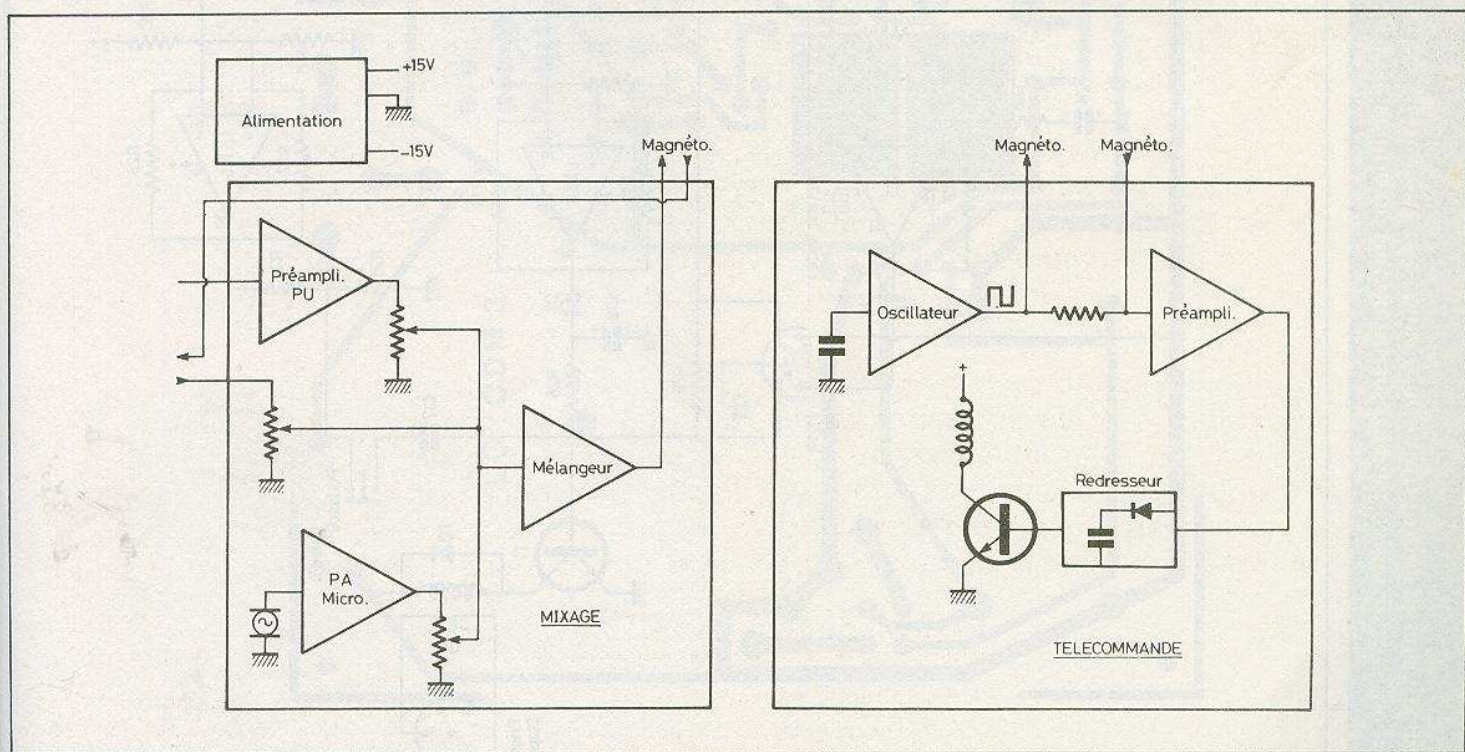 +15V
Alimentation
-15V
Magnéto.
Préampli.
PU
Mélangeur
PA
Micro.
MIXAGE
Magnéto.
Magnéto.
Oscillateur
Préampli.
+
Redresseur
TELECOMMANDE